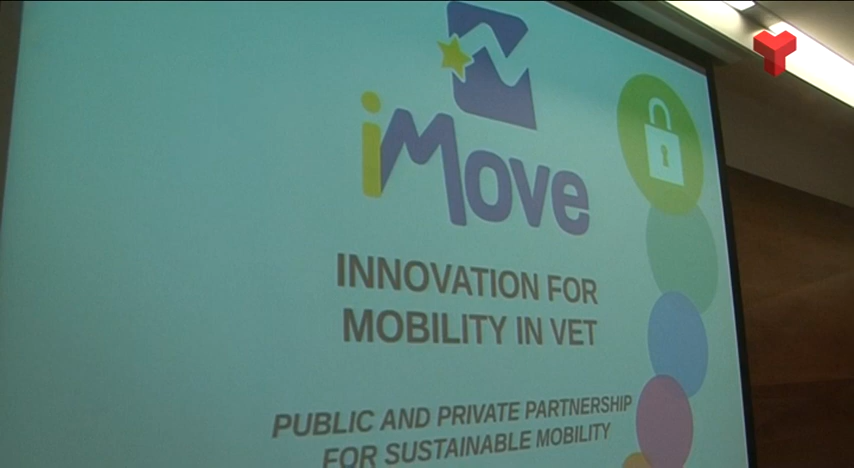 iMove
INNOVATION FOR
MOBILITY IN VET
PUBLIC AND PRIVATE PARTNERSHIP
FOR SUSTAINABLE MOBILITY